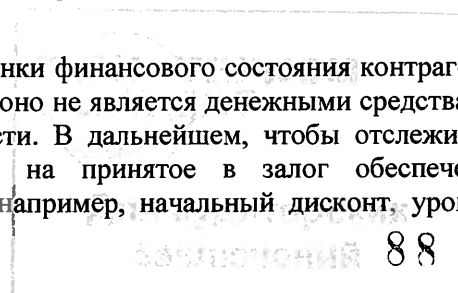 нки финансового состояния контраг
оно не является денежными средства
сти. В дальнейшем, чтобы отслежи
на принятое в залог обеспече
например, начальный дисконт, уро
88